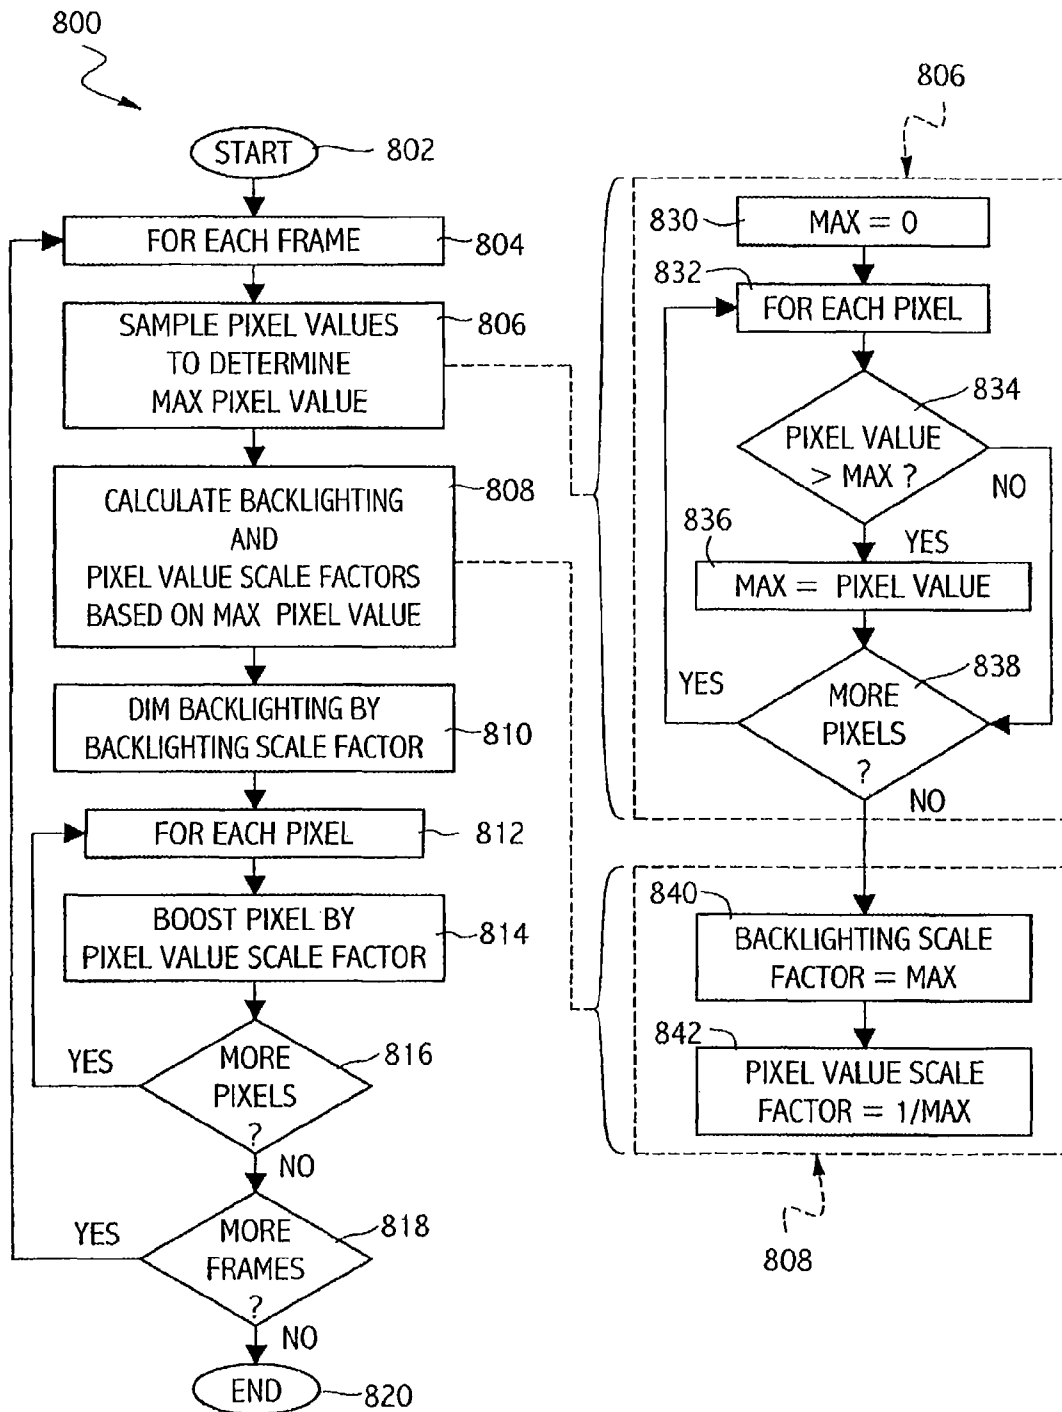 800
START
802
FOR EACH FRAME
804
SAMPLE PIXEL VALUES
TO DETERMINE
MAX PIXEL VALUE
806
CALCULATE BACKLIGHTING
AND
PIXEL VALUE SCALE FACTORS
BASED ON MAX PIXEL VALUE
808
DIM BACKLIGHTING BY
BACKLIGHTING SCALE FACTOR
810
FOR EACH PIXEL
812
BOOST PIXEL BY
PIXEL VALUE SCALE FACTOR
814
MORE
PIXELS
?
816
YES
NO
MORE
FRAMES
?
818
YES
NO
END
820
806
830
MAX = 0
832
FOR EACH PIXEL
834
PIXEL VALUE
> MAX ?
NO
YES
836
MAX = PIXEL VALUE
838
MORE
PIXELS
?
YES
NO
840
BACKLIGHTING SCALE
FACTOR = MAX
842
PIXEL VALUE SCALE
FACTOR = 1/MAX
808